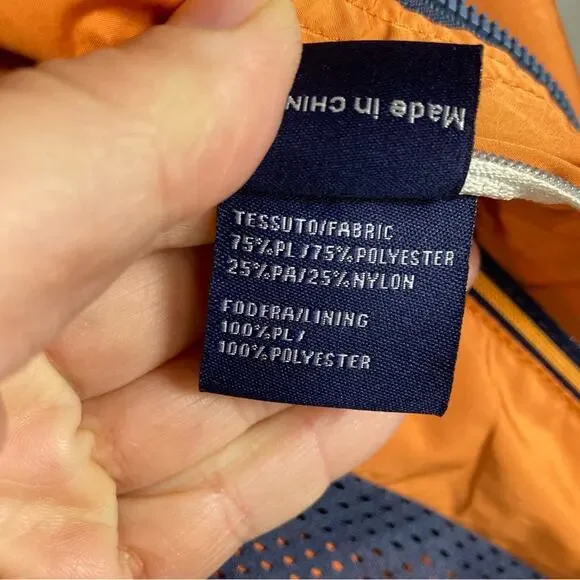 Made in CHIN
TESSUTO/FABRIC
75%PL/75%POLYESTER
25%PA/25%NYLON
FODERA/LINING
100%PL/
100%POLYESTER